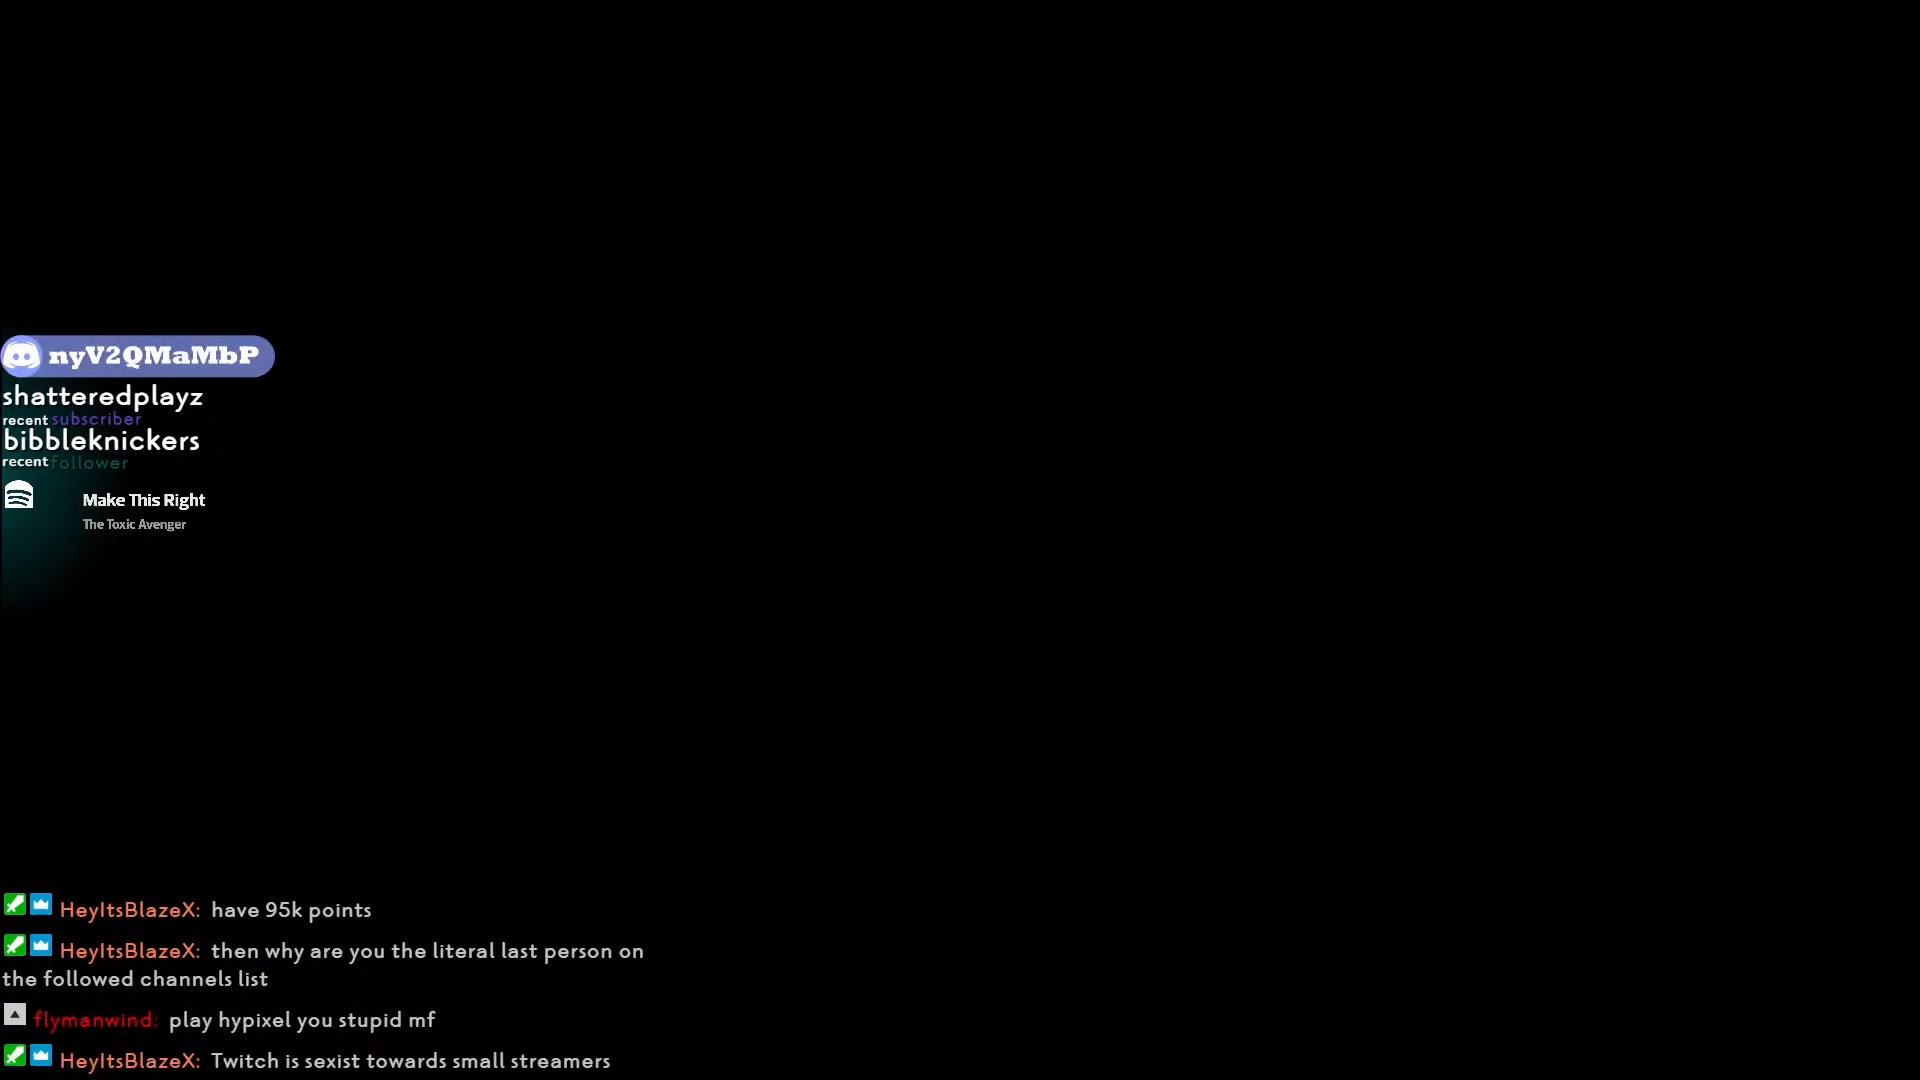 nyV2QMaMbP
shatteredplayz
recent subscriber
bibbleknickers
recent follower
Make This Right
The Toxic Avenger
HeyItsBlazeX: have 95k points
HeyItsBlazeX: then why are you the literal last person on
the followed channels list
flymanwind: play hypixel you stupid mf
HeyItsBlazeX: Twitch is sexist towards small streamers